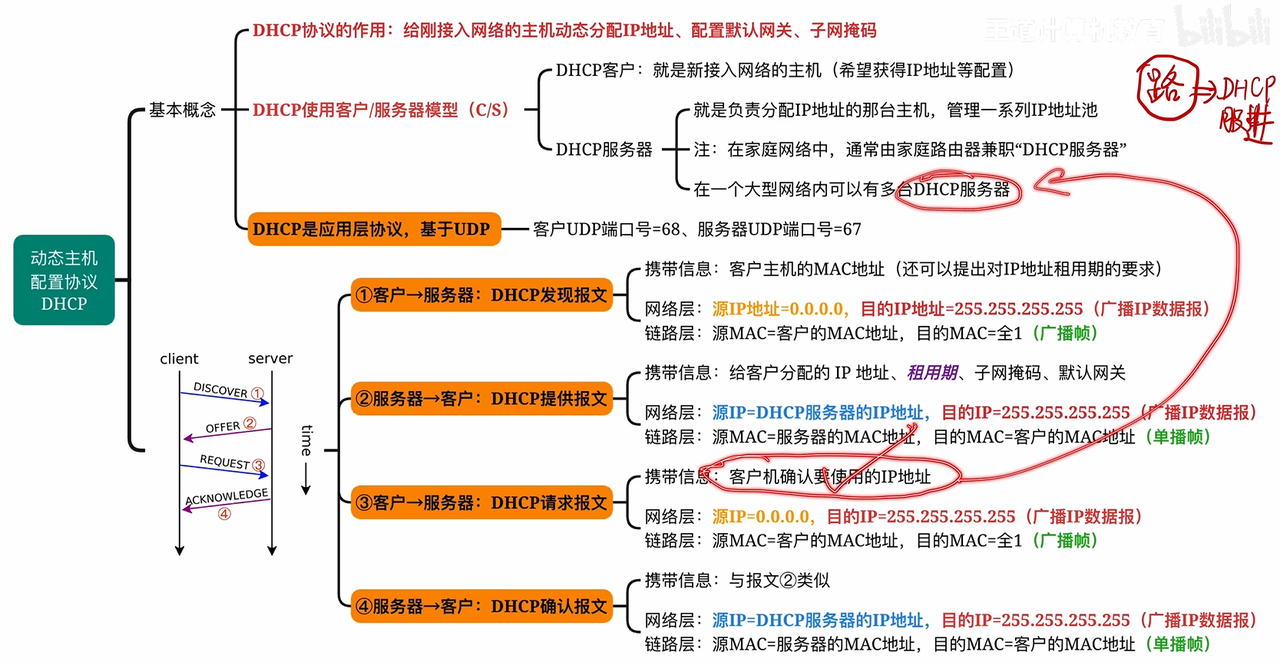 王道计算机教育 bilibili
DHCP协议的作用：给刚接入网络的主机动态分配IP地址、配置默认网关、子网掩码
路 → DHCP
服
DHCP客户：就是新接入网络的主机（希望获得IP地址等配置）
基本概念
DHCP使用客户/服务器模型（C/S）
就是负责分配IP地址的那台主机，管理一系列IP地址池
DHCP服务器
注：在家庭网络中，通常由家庭路由器兼职“DHCP服务器”
在一个大型网络内可以有多台DHCP服务器
DHCP是应用层协议，基于UDP
客户UDP端口号=68、服务器UDP端口号=67
动态主机
配置协议
DHCP
①客户→服务器：DHCP发现报文
携带信息：客户主机的MAC地址（还可以提出对IP地址租用期的要求）
网络层：源IP地址=0.0.0.0，目的IP地址=255.255.255.255（广播IP数据报）
链路层：源MAC=客户的MAC地址，目的MAC=全1（广播帧）
②服务器→客户：DHCP提供报文
携带信息：给客户分配的 IP 地址、租用期、子网掩码、默认网关
网络层：源IP=DHCP服务器的IP地址，目的IP=255.255.255.255（广播IP数据报）
链路层：源MAC=服务器的MAC地址，目的MAC=客户的MAC地址（单播帧）
③客户→服务器：DHCP请求报文
携带信息：客户机确认要使用的IP地址
网络层：源IP=0.0.0.0，目的IP=255.255.255.255（广播IP数据报）
链路层：源MAC=客户的MAC地址，目的MAC=全1（广播帧）
④服务器→客户：DHCP确认报文
携带信息：与报文②类似
网络层：源IP=DHCP服务器的IP地址，目的IP=255.255.255.255（广播IP数据报）
链路层：源MAC=服务器的MAC地址，目的MAC=客户的MAC地址（单播帧）
client server
DISCOVER ①
OFFER ②
REQUEST ③
ACKNOWLEDGE
④
time